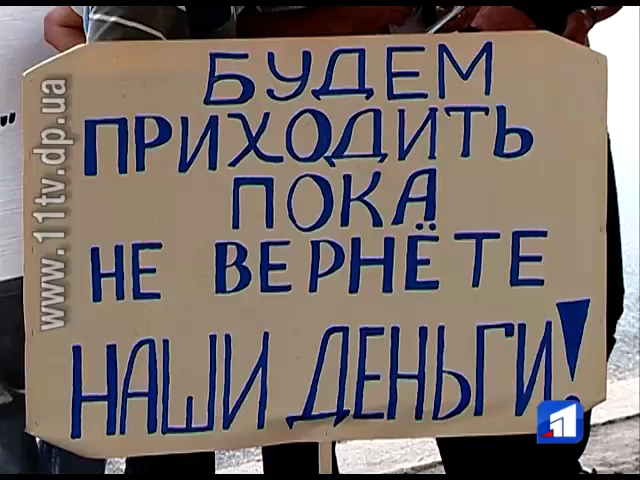 БУДЕМ
ПРИХОДИТЬ
ПОКА
НЕ ВЕРНЁТЕ
НАШИ ДЕНЬГИ!
www.11tv.dp.ua
"
1